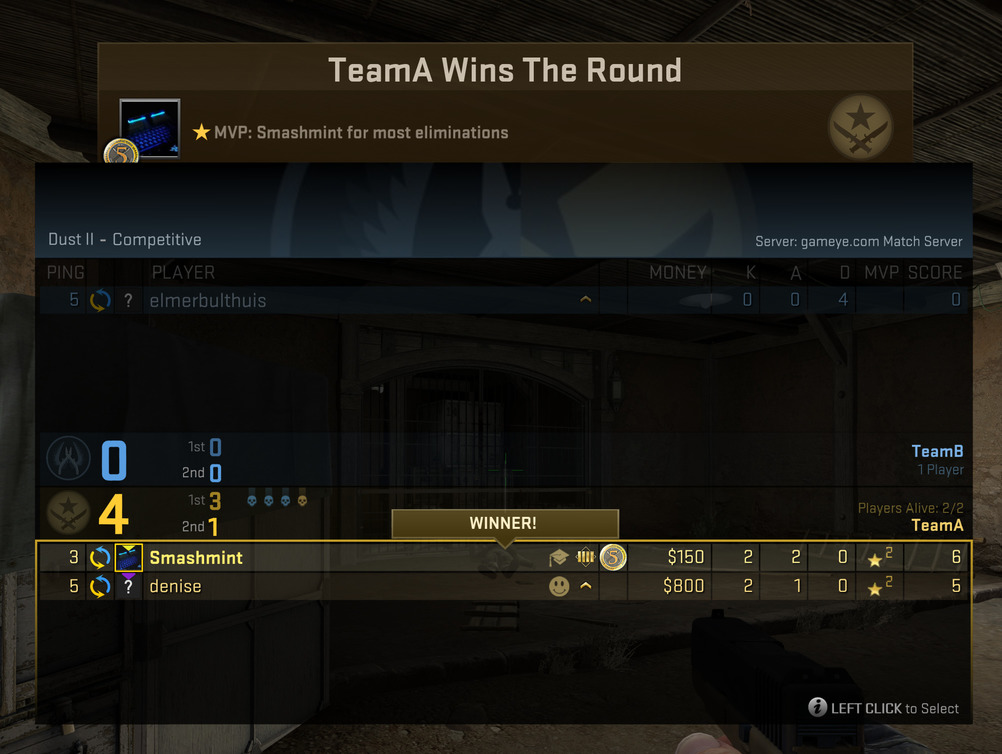 TeamA Wins The Round
MVP: Smashmint for most eliminations
5
Dust II - Competitive
Server: gameye.com Match Server
PING PLAYER MONEY K A D MVP SCORE
5 ? elmerbulthuis 0 0 4 0
0 1st 0
2nd 0
TeamB
1 Player
4 1st 3
2nd 1
Players Alive: 2/2
TeamA
WINNER!
3 Smashmint 5 $150 2 2 0 2 6
5 ? denise $800 2 1 0 2 5
i LEFT CLICK to Select